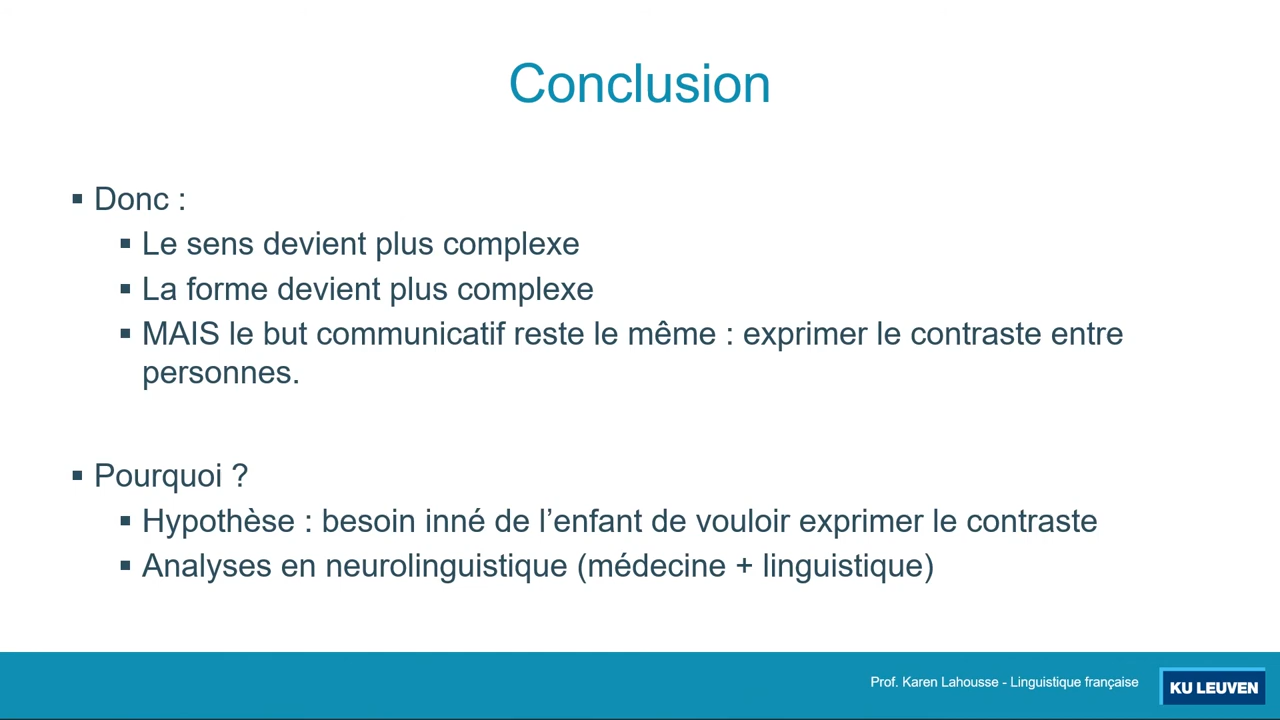 Conclusion
Donc :
Le sens devient plus complexe
La forme devient plus complexe
MAIS le but communicatif reste le même : exprimer le contraste entre
personnes.
Pourquoi ?
Hypothèse : besoin inné de l’enfant de vouloir exprimer le contraste
Analyses en neurolinguistique (médecine + linguistique)
Prof. Karen Lahousse - Linguistique française
KU LEUVEN